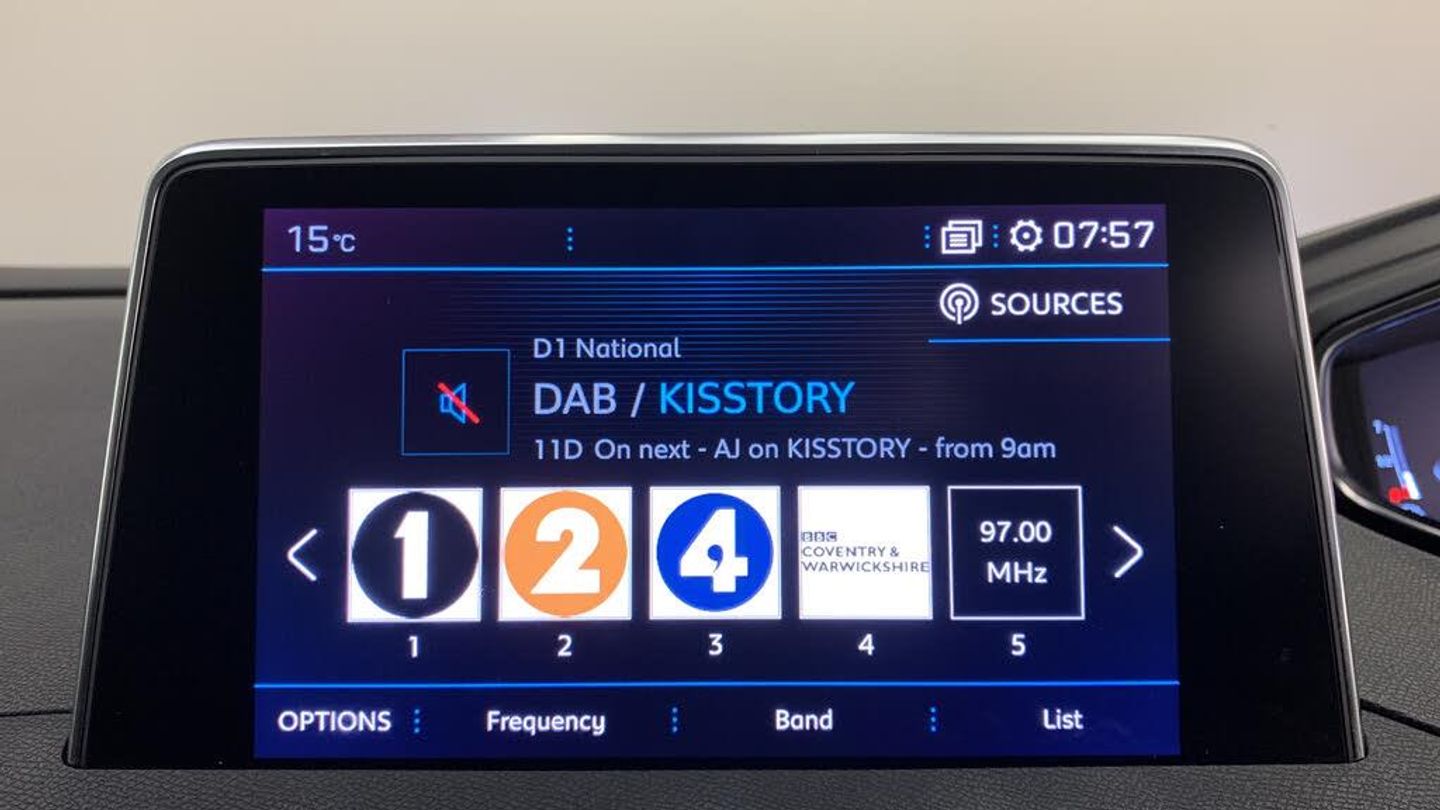 15°C
07:57
SOURCES
D1 National
DAB / KISSTORY
11D On next - AJ on KISSTORY - from 9am
1
2
4
BBC
COVENTRY &
WARWICKSHIRE
97.00
MHz
1
2
3
4
5
OPTIONS
Frequency
Band
List